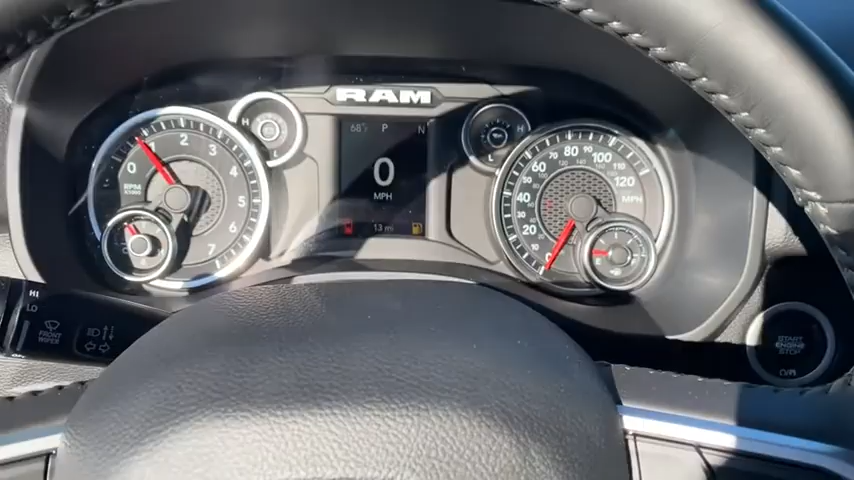 RAM
H
68°F P N
0
MPH
13 mi
0 1 2 3 4 5 6 7
RPM
H
L
0 20 40 60 80 100 120
MPH
E
HI
LO
FRONT
WIPER
START
ENGINE
STOP